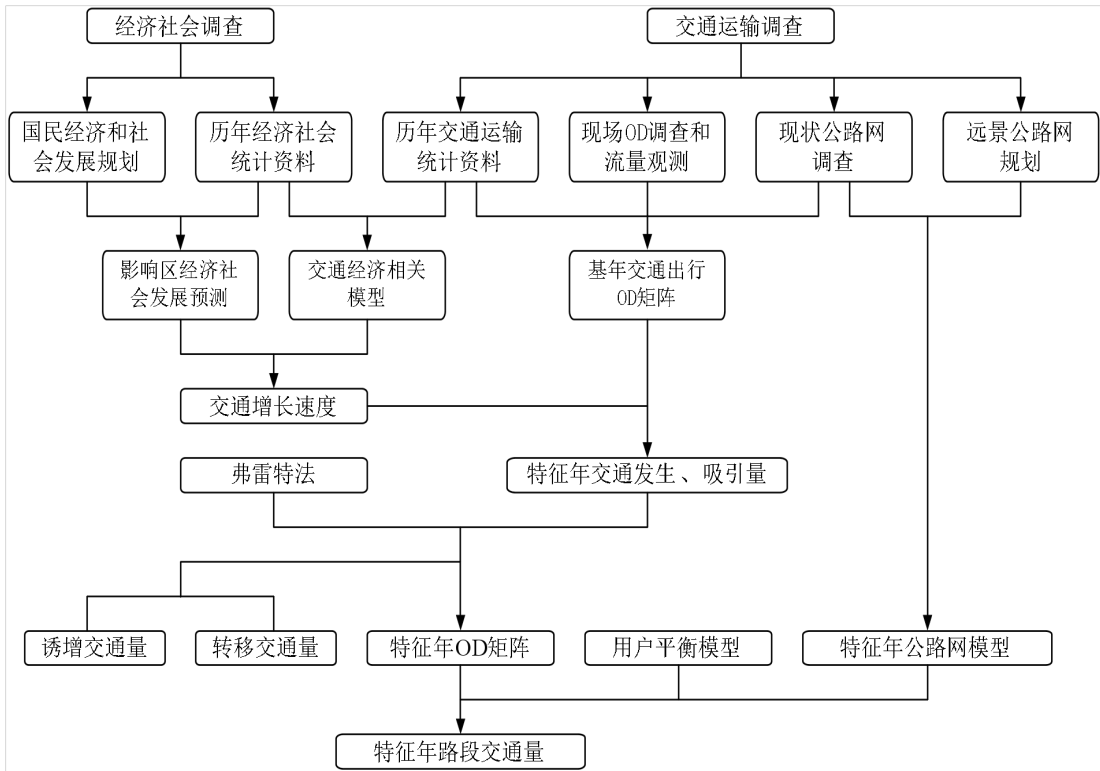 经济社会调查
交通运输调查
国民经济和社
会发展规划
历年经济社会
统计资料
历年交通运输
统计资料
现场OD调查和
流量观测
现状公路网
调查
远景公路网
规划
影响区经济社
会发展预测
交通经济相关
模型
基年交通出行
OD矩阵
交通增长速度
弗雷特法
特征年交通发生、吸引量
诱增交通量
转移交通量
特征年OD矩阵
用户平衡模型
特征年公路网模型
特征年路段交通量